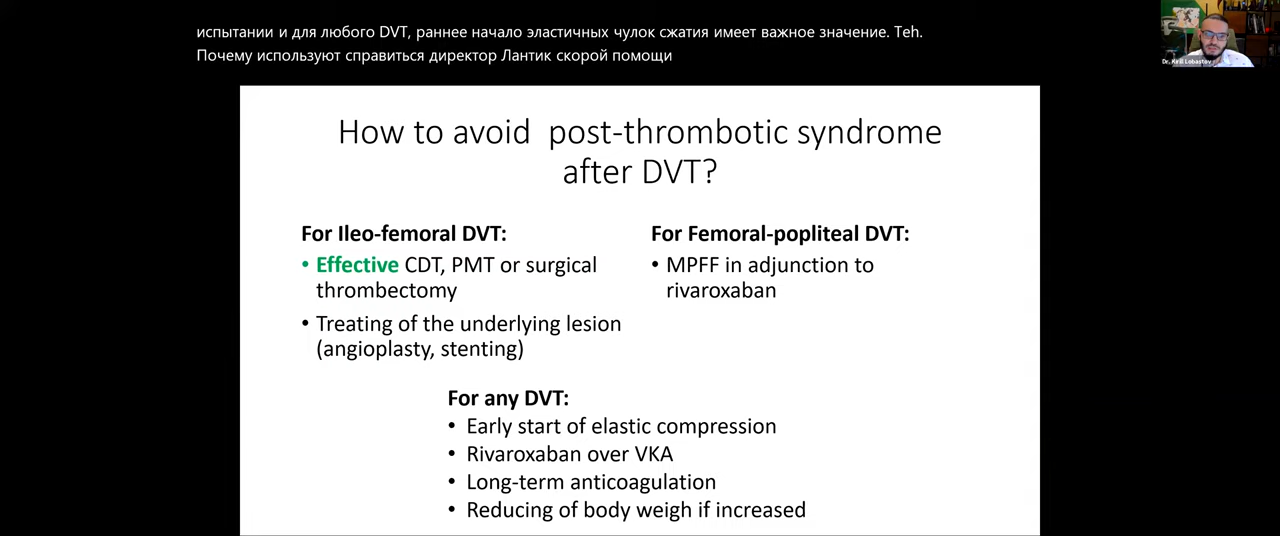 испытании и для любого DVT, раннее начало эластичных чулок сжатия имеет важное значение. Teh.
Почему используют справиться директор Лантик скорой помощи
Dr. Kirill Lobastov
How to avoid post-thrombotic syndrome
after DVT?
For Ileo-femoral DVT:
• Effective CDT, PMT or surgical
thrombectomy
• Treating of the underlying lesion
(angioplasty, stenting)
For Femoral-popliteal DVT:
• MPFF in adjunction to
rivaroxaban
For any DVT:
• Early start of elastic compression
• Rivaroxaban over VKA
• Long-term anticoagulation
• Reducing of body weigh if increased